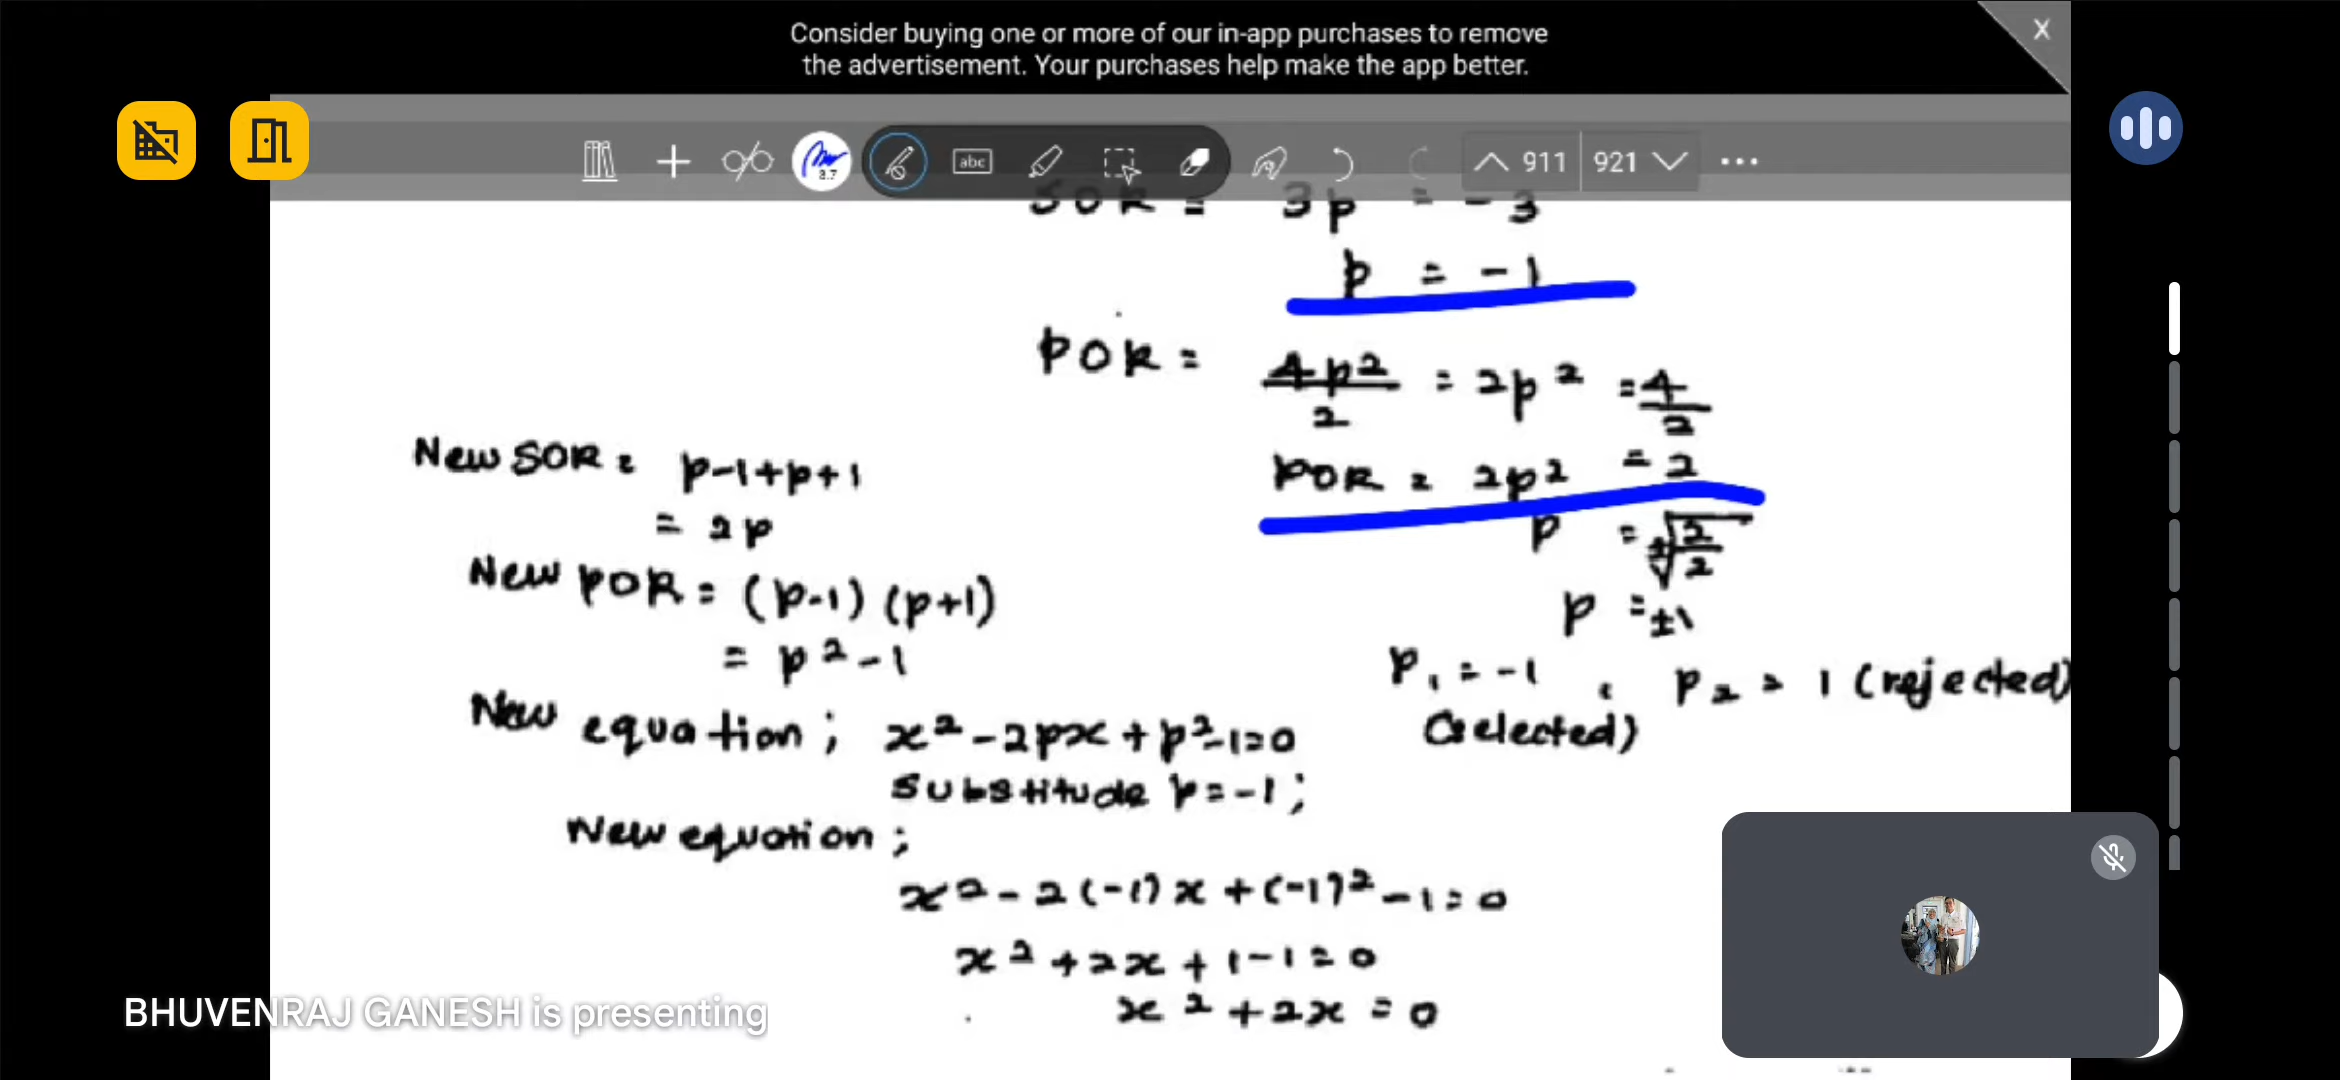 Consider buying one or more of our in-app purchases to remove
the advertisement. Your purchases help make the app better.
X
abc
3.7
911
921
SOR = 3p = -3
p = -1
POR = 4p²/2 = 2p² = 4/2
POR = 2p² = 2
p = ±√(2/2)
p = ±1
p₁ = -1, p₂ = 1 (rejected)
(selected)
New SOR = p-1+p+1
= 2p
New POR = (p-1)(p+1)
= p²-1
New equation; x²-2px+p²-1=0
substitude p=-1;
New equation;
x²-2(-1)x+(-1)²-1=0
x²+2x+1-1=0
x²+2x=0
BHUVENRAJ GANESH is presenting